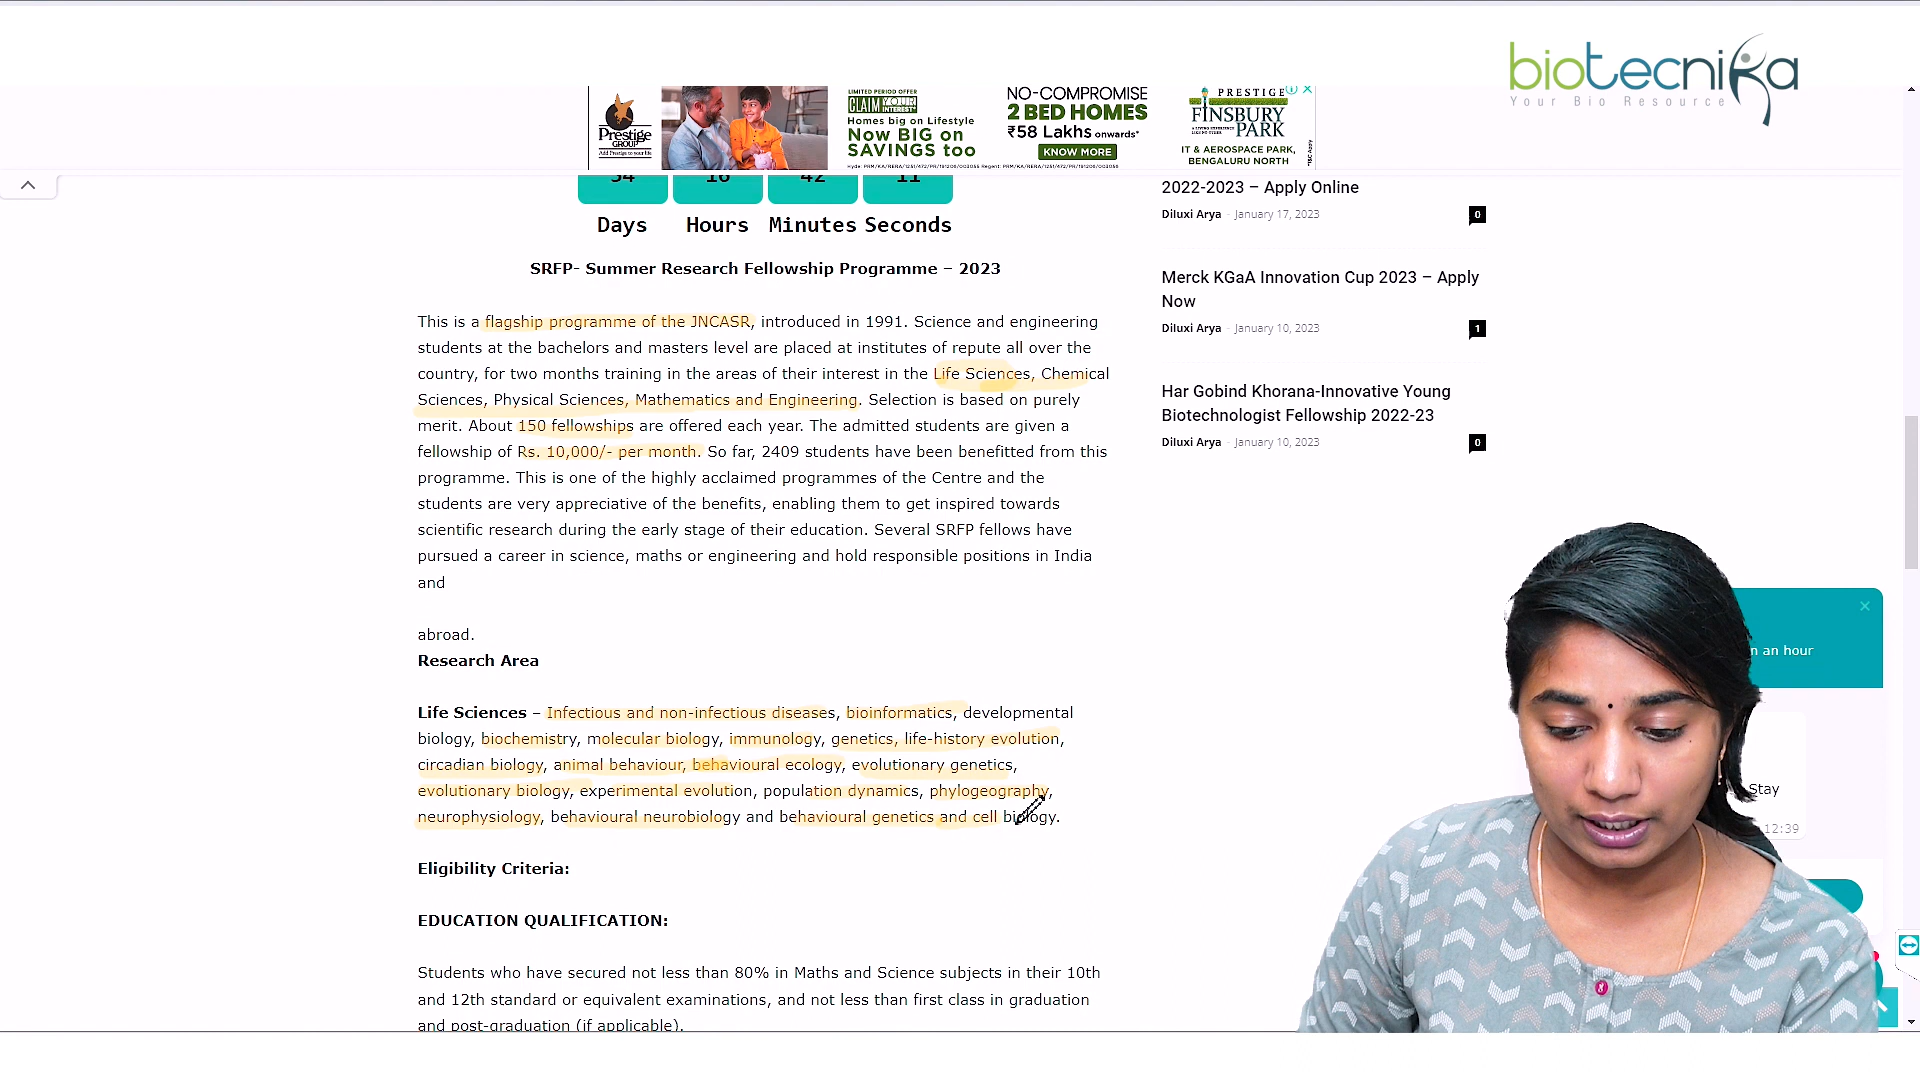 biotecnika
Your Bio Resource
Prestige
GROUP
Add Prestige to your life
LIMITED PERIOD OFFER
CLAIM YOUR
INTEREST*
Homes big on Lifestyle
Now BIG on
SAVINGS too
NO-COMPROMISE
2 BED HOMES
₹58 Lakhs onwards*
KNOW MORE
PRESTIGE
FINSBURY
PARK
IT & AEROSPACE PARK,
BENGALURU NORTH
*T&C Apply
54 16 42 11
Days Hours Minutes Seconds
SRFP- Summer Research Fellowship Programme – 2023
This is a flagship programme of the JNCASR, introduced in 1991. Science and engineering
students at the bachelors and masters level are placed at institutes of repute all over the
country, for two months training in the areas of their interest in the Life Sciences, Chemical
Sciences, Physical Sciences, Mathematics and Engineering. Selection is based on purely
merit. About 150 fellowships are offered each year. The admitted students are given a
fellowship of Rs. 10,000/- per month. So far, 2409 students have been benefitted from this
programme. This is one of the highly acclaimed programmes of the Centre and the
students are very appreciative of the benefits, enabling them to get inspired towards
scientific research during the early stage of their education. Several SRFP fellows have
pursued a career in science, maths or engineering and hold responsible positions in India
and
abroad.
Research Area
Life Sciences – Infectious and non-infectious diseases, bioinformatics, developmental
biology, biochemistry, molecular biology, immunology, genetics, life-history evolution,
circadian biology, animal behaviour, behavioural ecology, evolutionary genetics,
evolutionary biology, experimental evolution, population dynamics, phylogeography,
neurophysiology, behavioural neurobiology and behavioural genetics and cell biology.
Eligibility Criteria:
EDUCATION QUALIFICATION:
Students who have secured not less than 80% in Maths and Science subjects in their 10th
and 12th standard or equivalent examinations, and not less than first class in graduation
and post-graduation (if applicable).
2022-2023 – Apply Online
Diluxi Arya - January 17, 2023 0
Merck KGaA Innovation Cup 2023 – Apply
Now
Diluxi Arya - January 10, 2023 1
Har Gobind Khorana-Innovative Young
Biotechnologist Fellowship 2022-23
Diluxi Arya - January 10, 2023 0
an hour
Stay
12:39